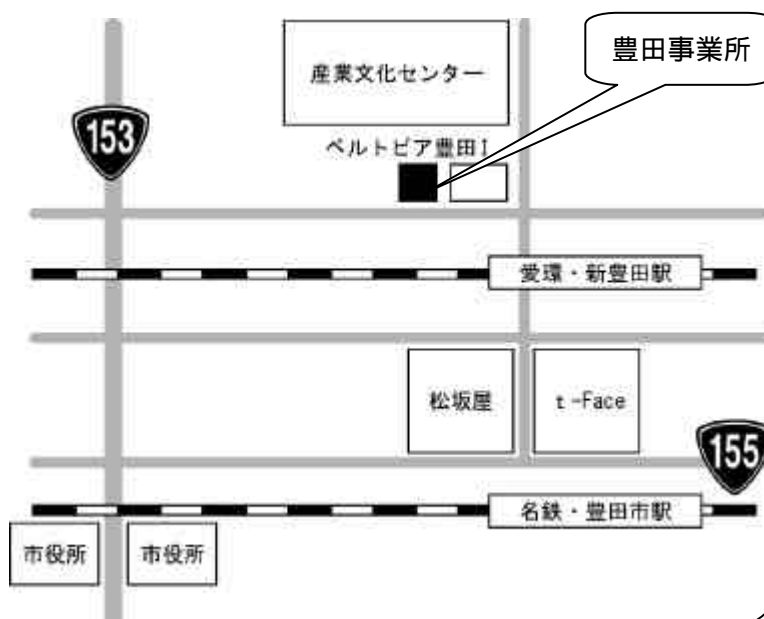 豊田事業所
産業文化センター
153
ベルトピア豊田I
愛環・新豊田駅
松坂屋
t-Face
155
名鉄・豊田市駅
市役所
市役所